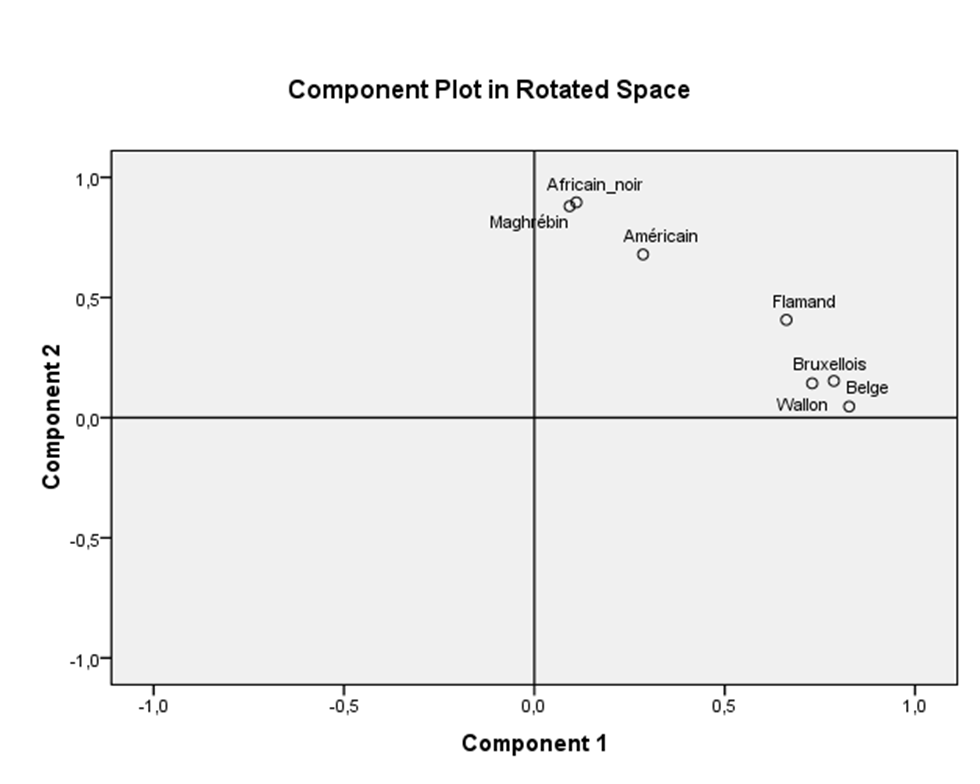 Component Plot in Rotated Space
1,0
Africain_noir
Maghrébin
Américain
0,5
Flamand
Bruxellois
Belge
Wallon
0,0
-0,5
-1,0
Component 2
-1,0
-0,5
0,0
0,5
1,0
Component 1